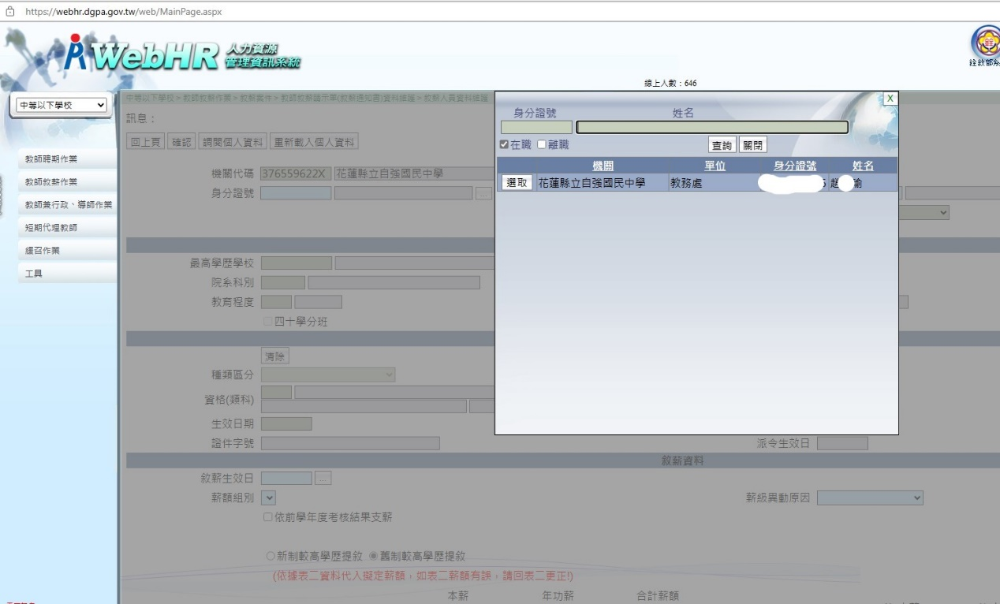 https://webhr.dgpa.gov.tw/web/MainPage.aspx
WebHR 人力資源
管理資訊系統
銓敘部
線上人數：646
中等以下學校
中等以下學校>教師敘薪作業>敘薪案件>教師敘薪請示單(敘薪通知書)資料維護>敘薪人員資料維護
訊息：
回上頁 確認 調閱個人資料 重新載入個人資料
教師聘期作業
教師敘薪作業
教師兼行政、導師作業
短期代理教師
緩召作業
工具
機關代碼 376559622X 花蓮縣立自強國民中學
身分證號 ...
X
身分證號 姓名
在職 離職 查詢 關閉
機關 單位 身分證號 姓名
選取 花蓮縣立自強國民中學 教務處 趙 瑜
最高學歷學校
院系科別
教育程度
四十學分班
清除
種類區分
資格(類科)
生效日期
證件字號 派令生效日
敘薪資料
敘薪生效日 ...
薪額組別 薪級異動原因
依前學年度考核結果支薪
新制較高學歷提敘 舊制較高學歷提敘
(依據表二資料代入擬定薪額，如表二薪額有誤，請回表二更正!)
本薪 年功薪 合計薪額